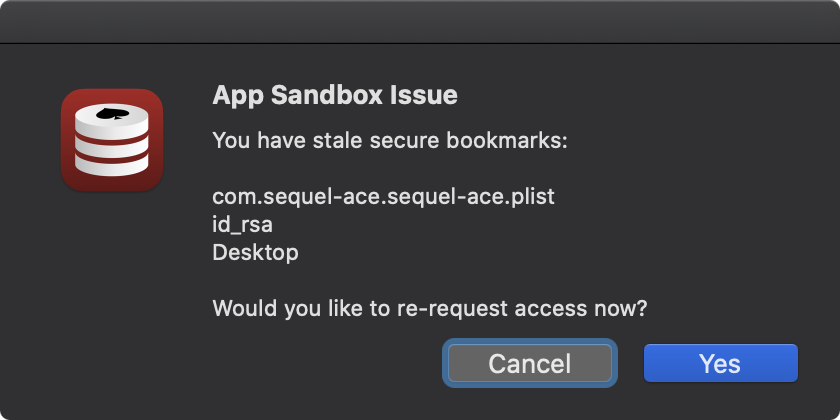 App Sandbox Issue
You have stale secure bookmarks:
com.sequel-ace.sequel-ace.plist
id_rsa
Desktop
Would you like to re-request access now?
Cancel
Yes